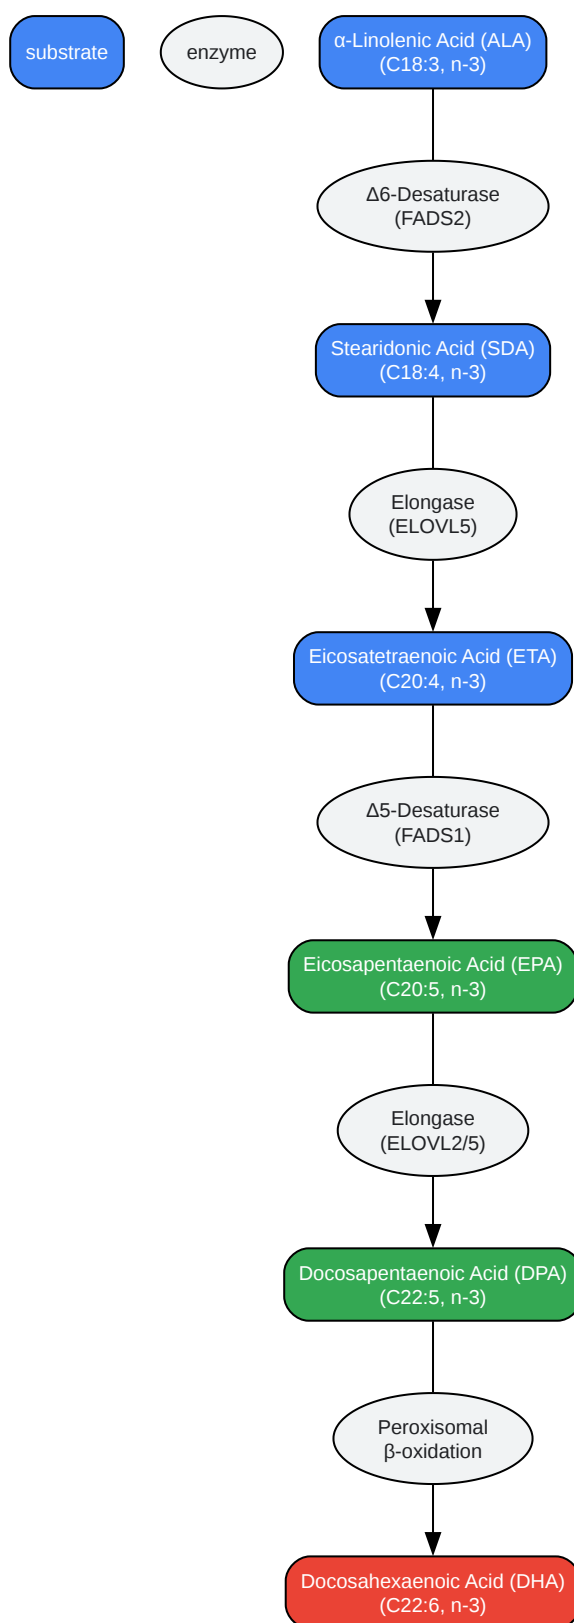 substrate
enzyme
α-Linolenic Acid (ALA)
(C18:3, n-3)
Δ6-Desaturase
(FADS2)
Stearidonic Acid (SDA)
(C18:4, n-3)
Elongase
(ELOVL5)
Eicosatetraenoic Acid (ETA)
(C20:4, n-3)
Δ5-Desaturase
(FADS1)
Eicosapentaenoic Acid (EPA)
(C20:5, n-3)
Elongase
(ELOVL2/5)
Docosapentaenoic Acid (DPA)
(C22:5, n-3)
Peroxisomal
β-oxidation
Docosahexaenoic Acid (DHA)
(C22:6, n-3)